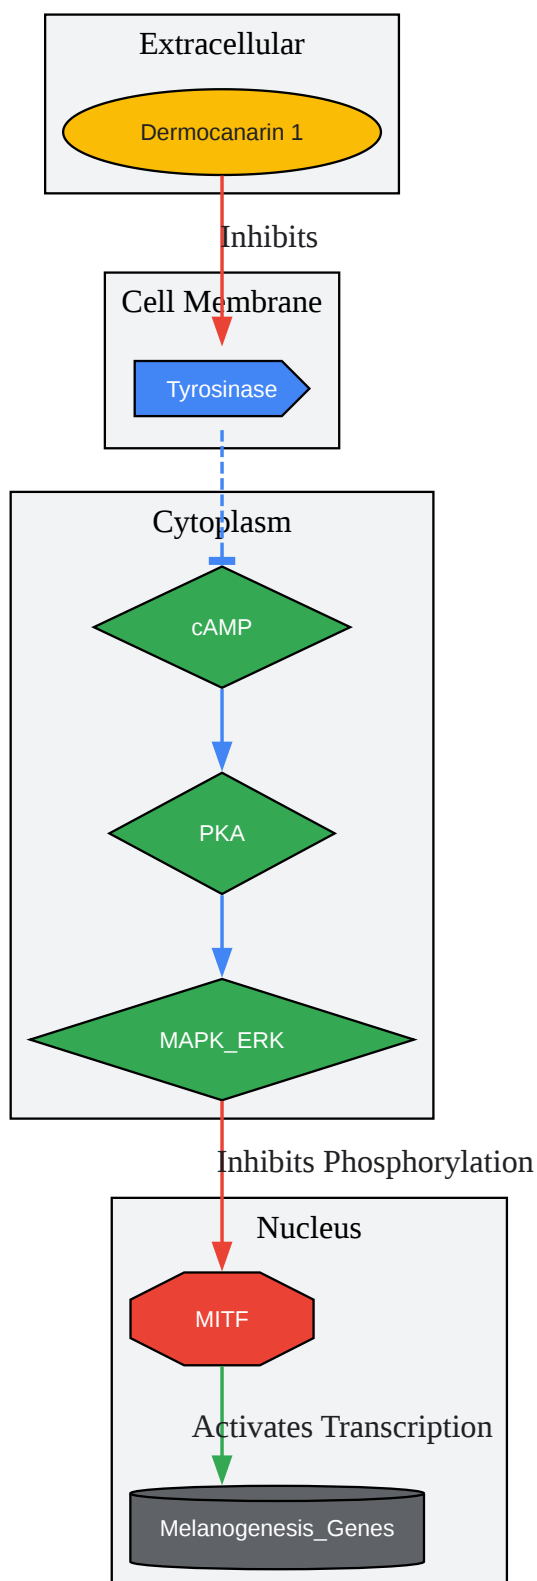 Extracellular
Dermocanarin 1
Inhibits
Cell Membrane
Tyrosinase
Cytoplasm
cAMP
PKA
MAPK_ERK
Inhibits Phosphorylation
Nucleus
MITF
Activates Transcription
Melanogenesis_Genes